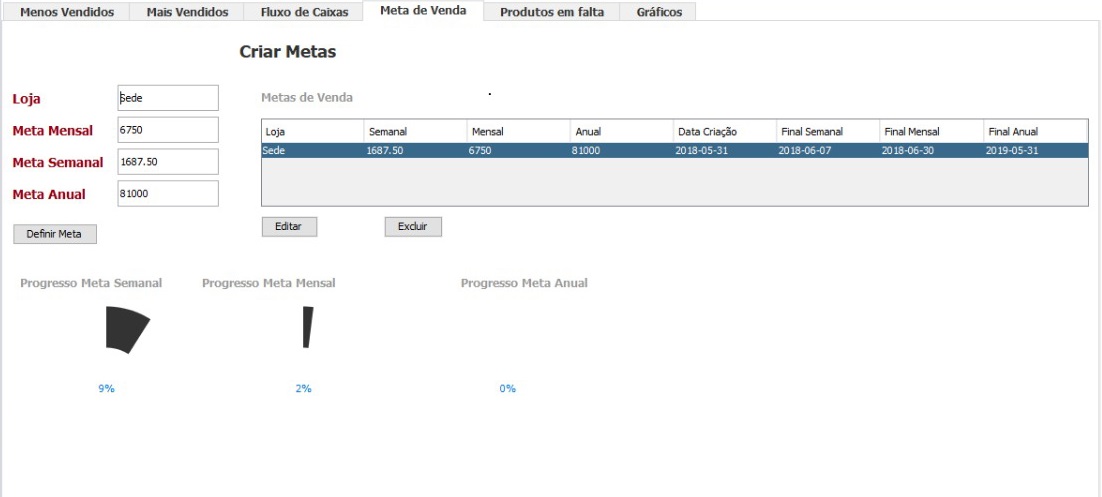 Menos Vendidos Mais Vendidos Fluxo de Caixas Meta de Venda Produtos em falta Gráficos
Criar Metas
Loja Sede
Meta Mensal 6750
Meta Semanal 1687.50
Meta Anual 81000
Definir Meta
Metas de Venda
Loja Semanal Mensal Anual Data Criação Final Semanal Final Mensal Final Anual
Sede 1687.50 6750 81000 2018-05-31 2018-06-07 2018-06-30 2019-05-31
Editar Excluir
Progresso Meta Semanal Progresso Meta Mensal Progresso Meta Anual
9% 2% 0%